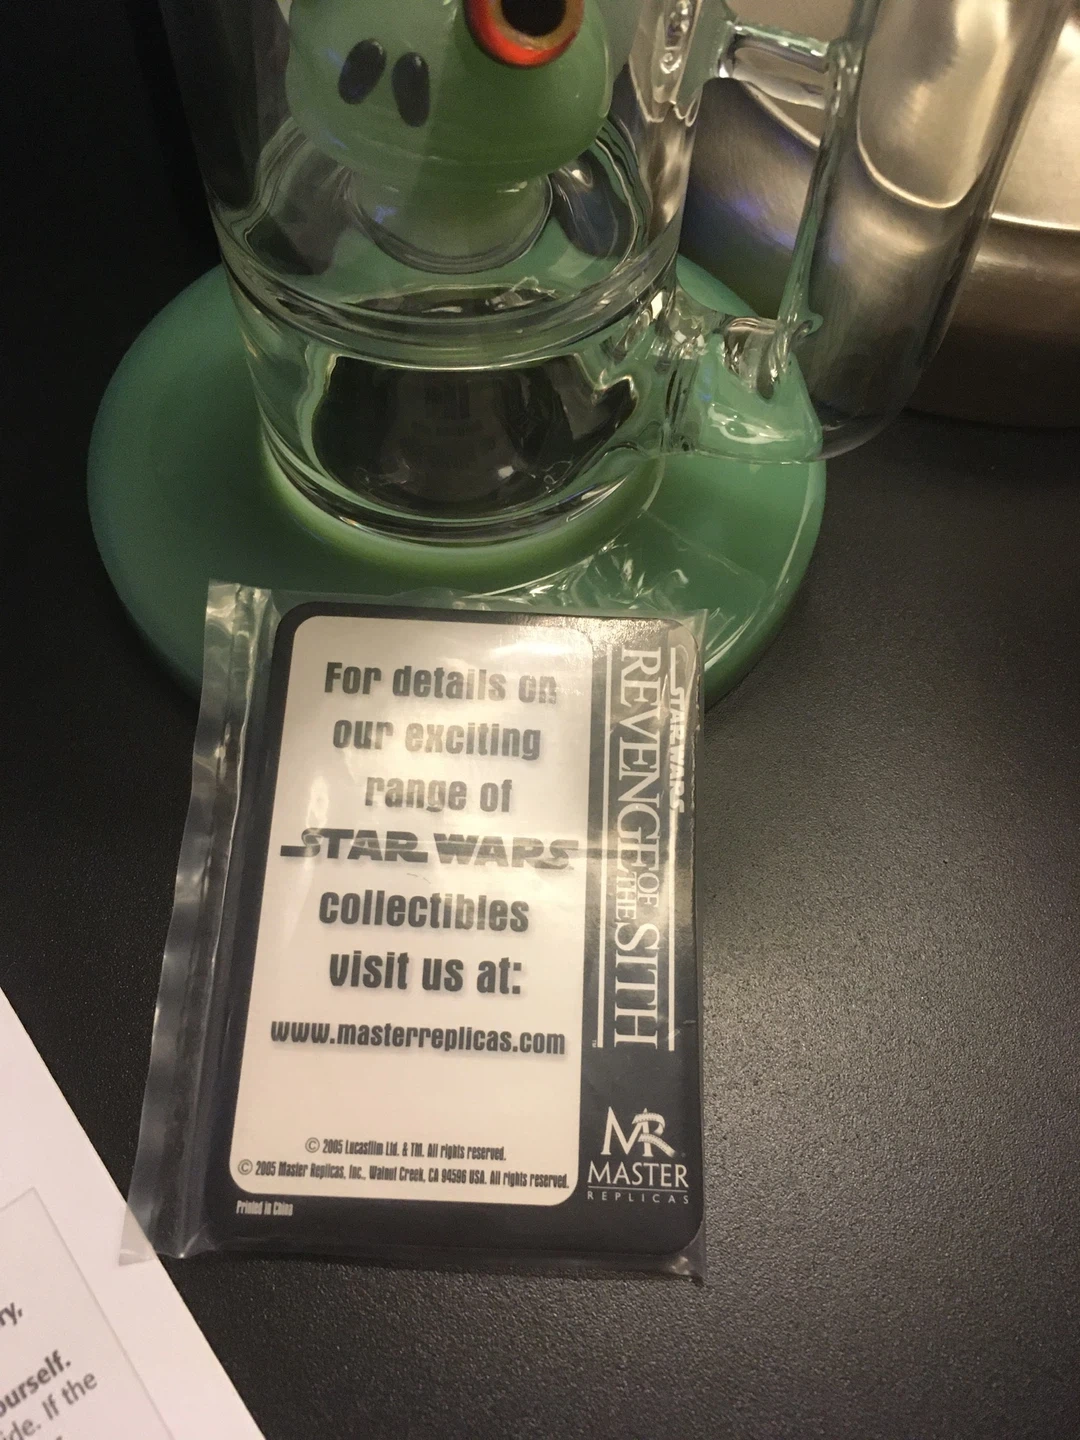 For details on
our exciting
range of
STAR WARS
collectibles
visit us at:
www.masterreplicas.com
© 2005 Lucasfilm Ltd. & TM. All rights reserved.
© 2005 Master Replicas, Inc., Walnut Creek, CA 94596 USA. All rights reserved.
Printed in China
STAR WARS
REVENGE OF THE SITH
TM
MR
MASTER
REPLICAS
ourself.
If the